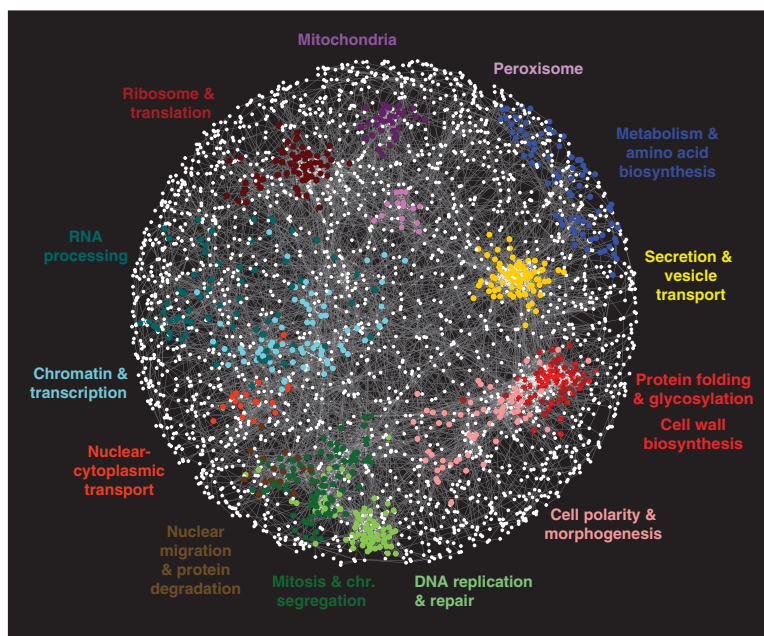 Mitochondria
Peroxisome
Ribosome &
translation
Metabolism &
amino acid
biosynthesis
RNA
processing
Secretion &
vesicle
transport
Chromatin &
transcription
Protein folding
& glycosylation
Cell wall
biosynthesis
Nuclear-
cytoplasmic
transport
Cell polarity &
morphogenesis
Nuclear
migration
& protein
degradation
Mitosis & chr.
segregation
DNA replication
& repair